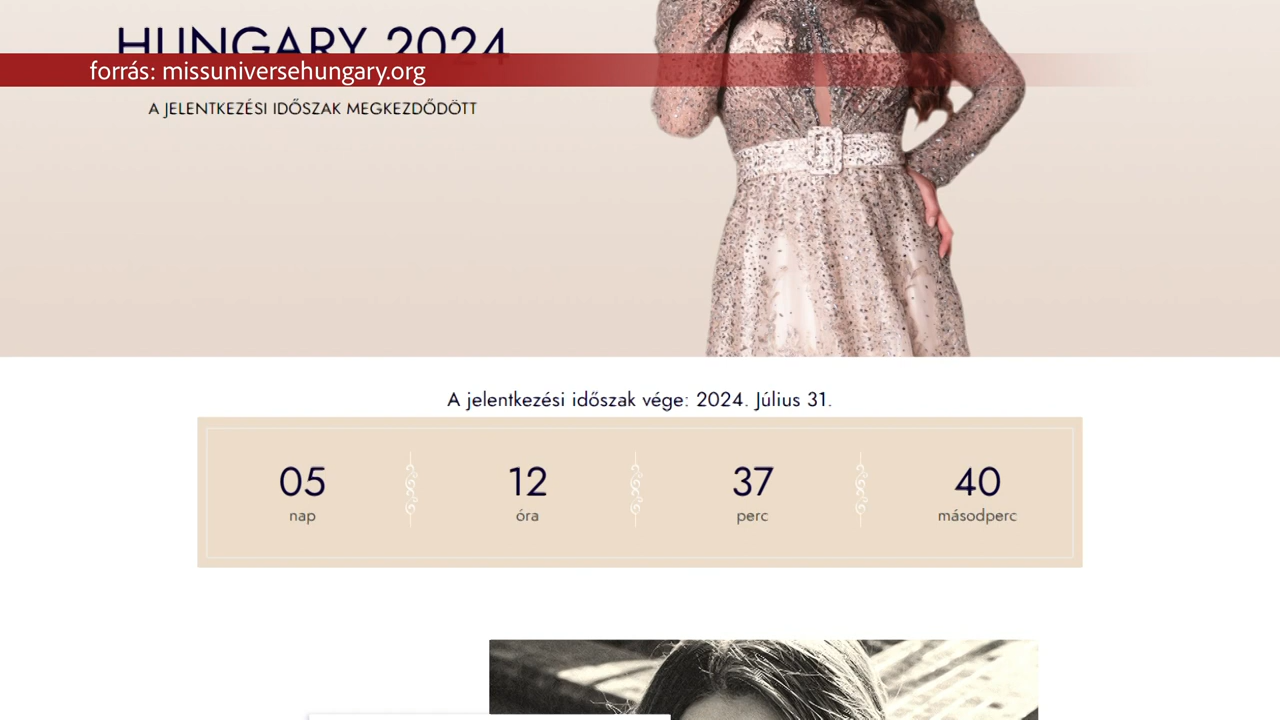 HUNGARY 2024
forrás: missuniversehungary.org
A JELENTKEZÉSI IDŐSZAK MEGKEZDŐDÖTT
A jelentkezési időszak vége: 2024. Július 31.
05 12 37 40
nap óra perc másodperc